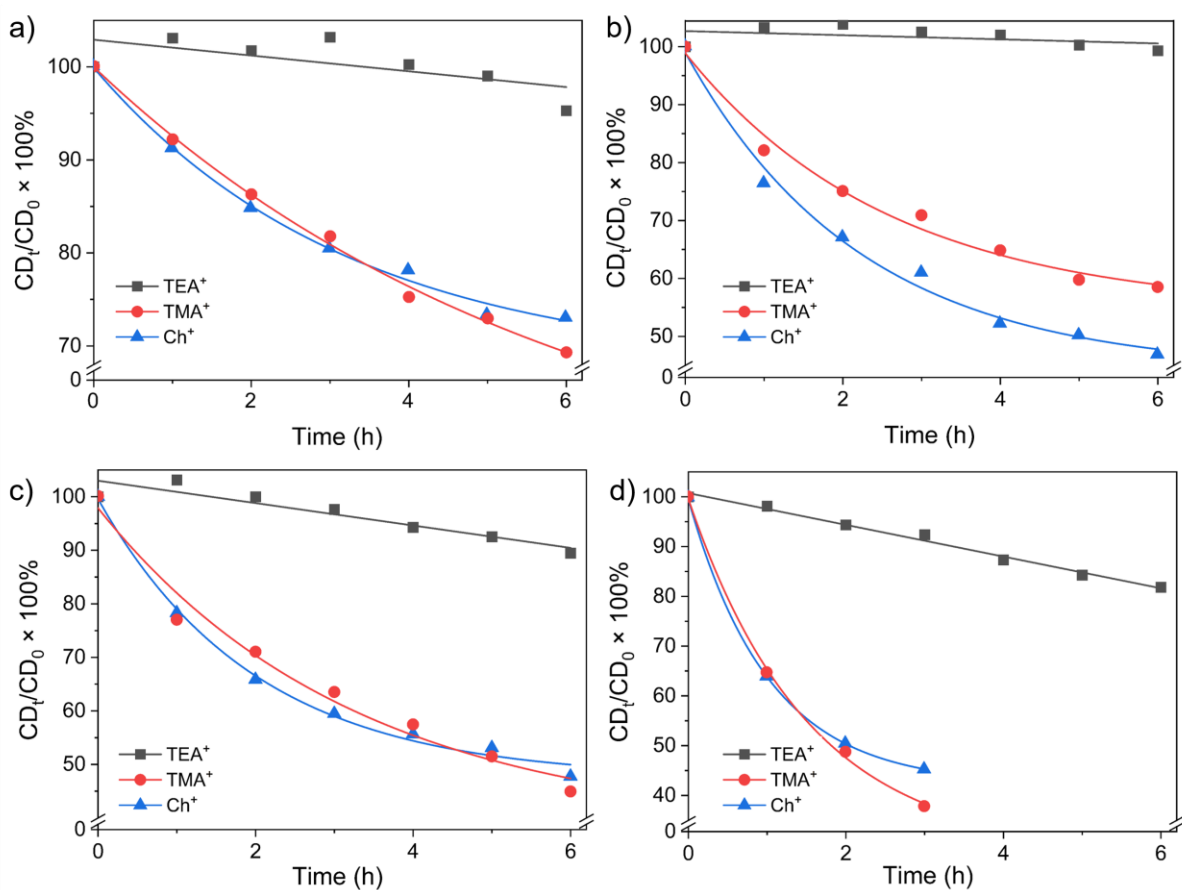 a)
CDₜ/CD₀ × 100%
100
90
80
70
0
TEA⁺
TMA⁺
Ch⁺
0 2 4 6
Time (h)
b)
CDₜ/CD₀ × 100%
100
90
80
70
60
50
0
TEA⁺
TMA⁺
Ch⁺
0 2 4 6
Time (h)
c)
CDₜ/CD₀ × 100%
100
90
80
70
60
50
0
TEA⁺
TMA⁺
Ch⁺
0 2 4 6
Time (h)
d)
CDₜ/CD₀ × 100%
100
90
80
70
60
50
40
0
TEA⁺
TMA⁺
Ch⁺
0 2 4 6
Time (h)